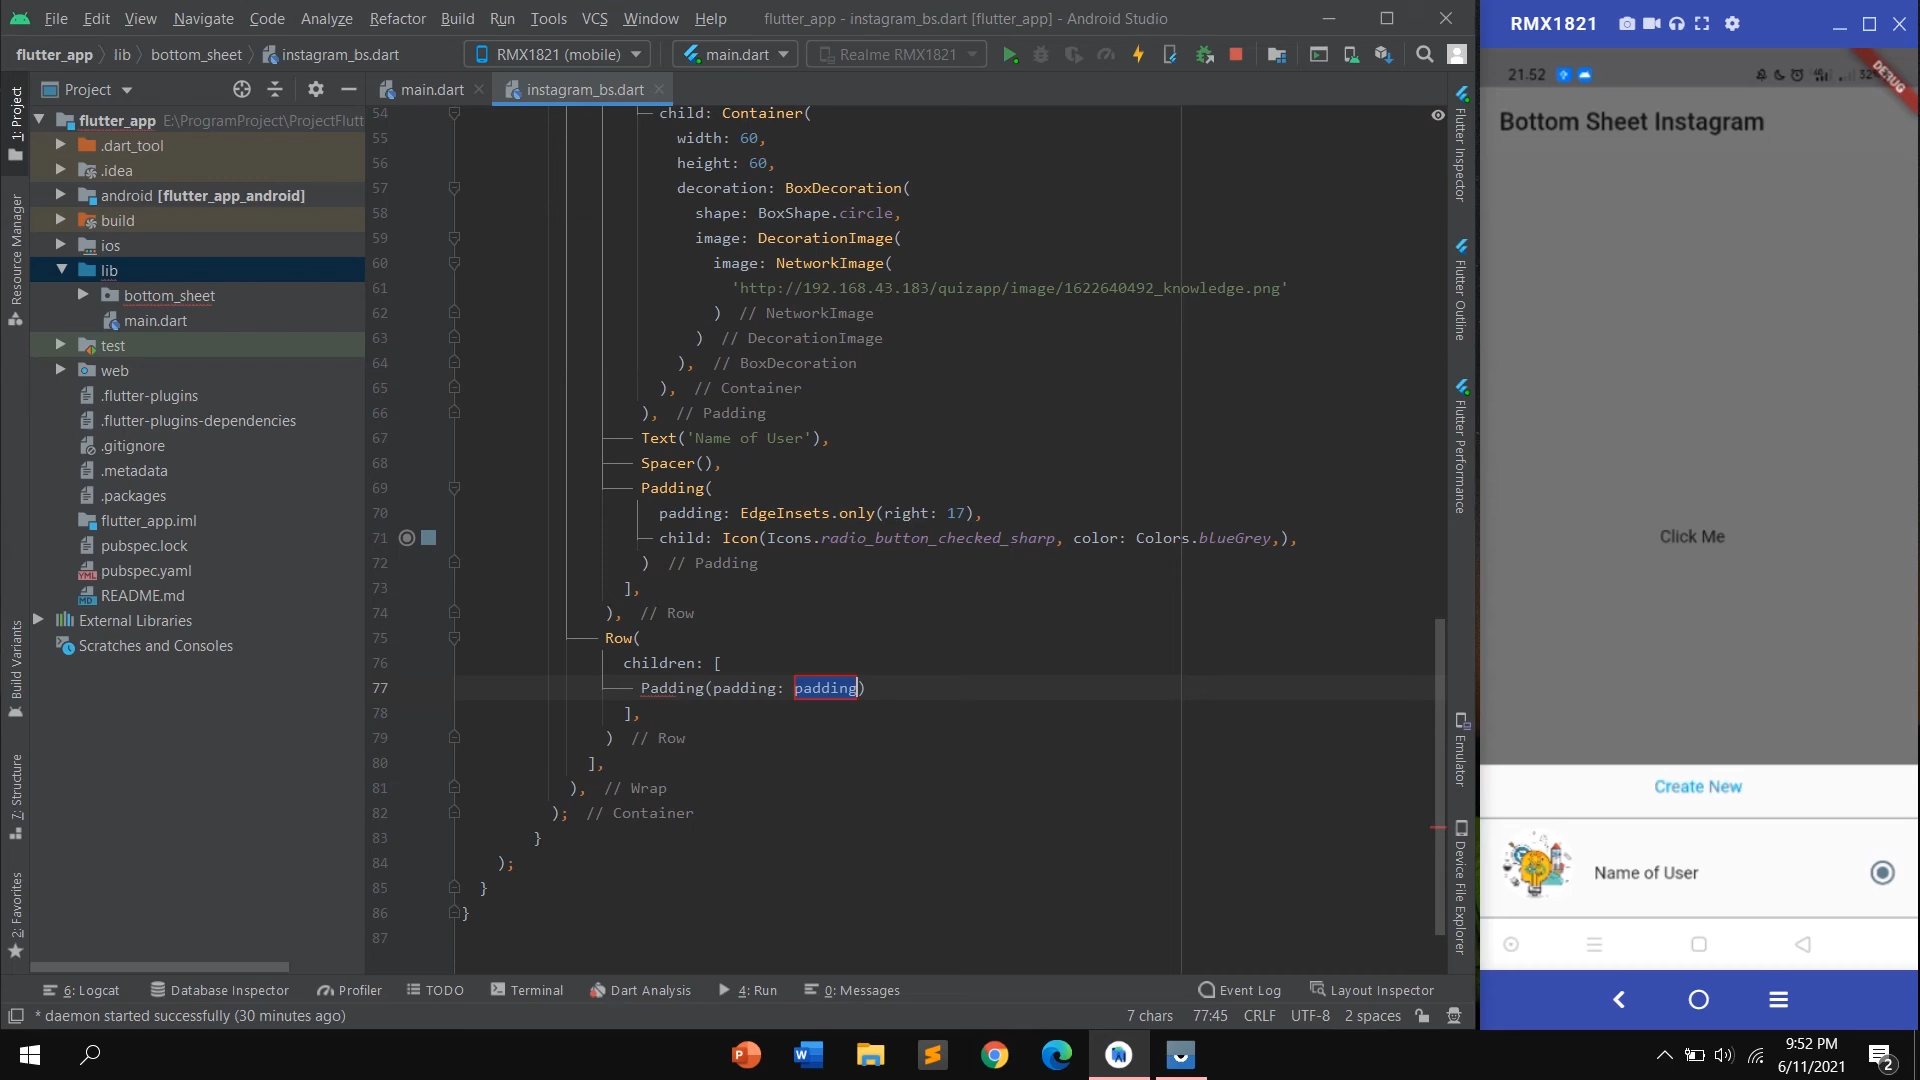 File Edit View Navigate Code Analyze Refactor Build Run Tools VCS Window Help flutter_app - instagram_bs.dart [flutter_app] - Android Studio
flutter_app lib bottom_sheet instagram_bs.dart RMX1821 (mobile) main.dart Realme RMX1821
Project main.dart instagram_bs.dart
1: Project
Resource Manager
Build Variants
7: Structure
2: Favorites
flutter_app E:\ProgramProject\ProjectFlutt
.dart_tool
.idea
android [flutter_app_android]
build
ios
lib
bottom_sheet
main.dart
test
web
.flutter-plugins
.flutter-plugins-dependencies
.gitignore
.metadata
.packages
flutter_app.iml
pubspec.lock
pubspec.yaml
README.md
External Libraries
Scratches and Consoles
54 child: Container(
55 width: 60,
56 height: 60,
57 decoration: BoxDecoration(
58 shape: BoxShape.circle,
59 image: DecorationImage(
60 image: NetworkImage(
61 'http://192.168.43.183/quizapp/image/1622640492_knowledge.png'
62 ) // NetworkImage
63 ) // DecorationImage
64 ), // BoxDecoration
65 ), // Container
66 ), // Padding
67 Text('Name of User'),
68 Spacer(),
69 Padding(
70 padding: EdgeInsets.only(right: 17),
71 child: Icon(Icons.radio_button_checked_sharp, color: Colors.blueGrey,),
72 ) // Padding
73 ],
74 ), // Row
75 Row(
76 children: [
77 Padding(padding: padding)
78 ],
79 ) // Row
80 ],
81 ), // Wrap
82 ); // Container
83 }
84 );
85 }
86 }
87
Flutter Inspector
Flutter Outline
Flutter Performance
Emulator
Device File Explorer
6: Logcat Database Inspector Profiler TODO Terminal Dart Analysis 4: Run 0: Messages Event Log Layout Inspector
* daemon started successfully (30 minutes ago) 7 chars 77:45 CRLF UTF-8 2 spaces
RMX1821
21.52
DEBUG
Bottom Sheet Instagram
Click Me
Create New
Name of User
9:52 PM
6/11/2021
2